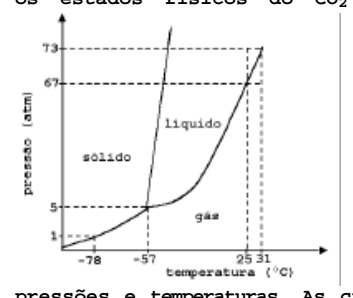 os estados físicos do CO2
73
67
pressão (atm)
líquido
sólido
5
gás
1
-78
-57
25 31
temperatura (°C)
pressões e temperaturas. As